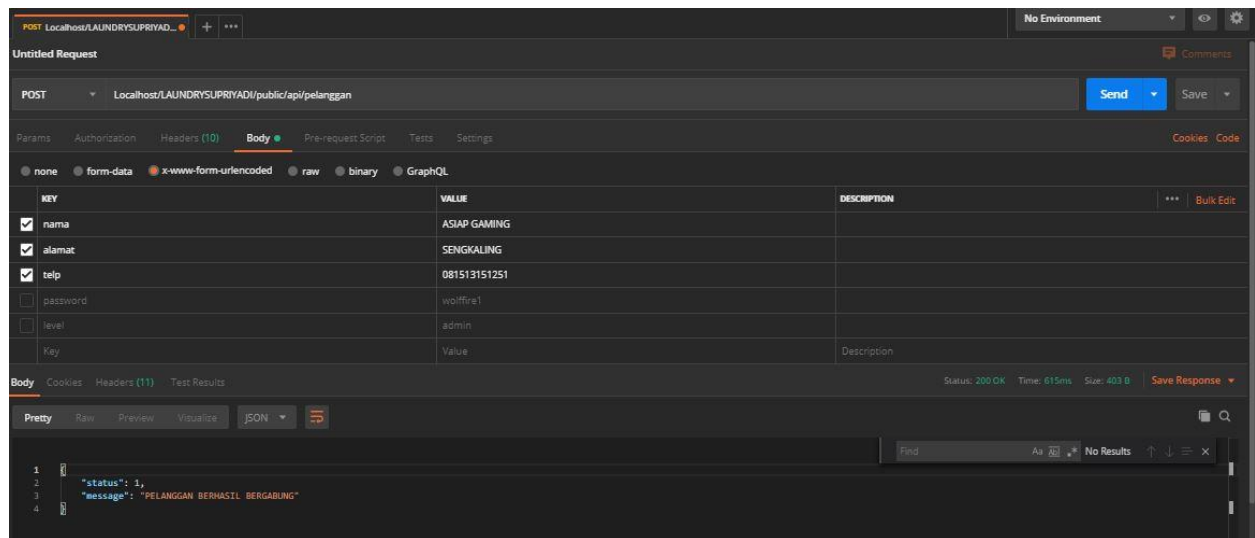 POST Localhost/LAUNDRYSUPRIYAD... + ••• No Environment
Untitled Request Comments
POST Localhost/LAUNDRYSUPRIYADI/public/api/pelanggan Send Save
Params Authorization Headers (10) Body Pre-request Script Tests Settings Cookies Code
none form-data x-www-form-urlencoded raw binary GraphQL
KEY VALUE DESCRIPTION ••• Bulk Edit
nama ASIAP GAMING
alamat SENGKALING
telp 081513151251
password wolffire1
level admin
Key Value Description
Body Cookies Headers (11) Test Results Status: 200 OK Time: 615ms Size: 403 B Save Response
Pretty Raw Preview Visualize JSON
Find Aa Abl .* No Results
1 {
2 "status": 1,
3 "message": "PELANGGAN BERHASIL BERGABUNG"
4 }